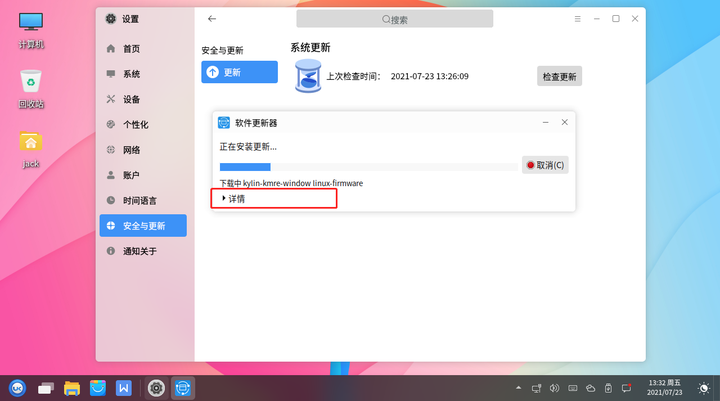 计算机
回收站
jack
设置
首页
系统
设备
个性化
网络
账户
时间语言
安全与更新
通知关于
搜索
安全与更新
更新
系统更新
上次检查时间： 2021-07-23 13:26:09
检查更新
软件更新器
正在安装更新...
取消(C)
下载中 kylin-kmre-window linux-firmware
详情
13:32 周五
2021/07/23